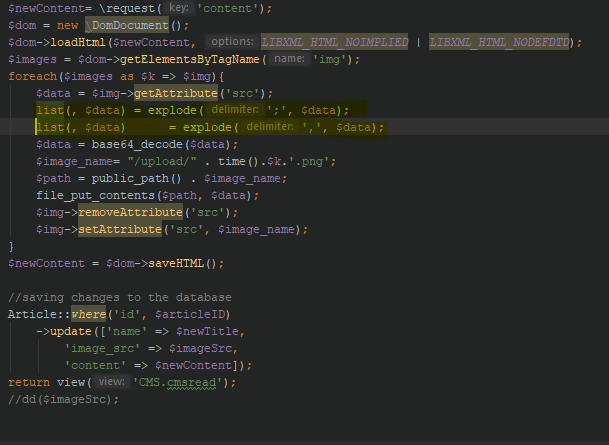 $newContent= \request( key: 'content');
$dom = new \DomDocument();
$dom->loadHtml($newContent, options: LIBXML_HTML_NOIMPLIED | LIBXML_HTML_NODEFDTD);
$images = $dom->getElementsByTagName( name: 'img');
foreach($images as $k => $img){
    $data = $img->getAttribute('src');
    list(, $data) = explode( delimiter: ';', $data);
    list(, $data)      = explode( delimiter: ',', $data);
    $data = base64_decode($data);
    $image_name= "/upload/" . time().$k.'.png';
    $path = public_path() . $image_name;
    file_put_contents($path, $data);
    $img->removeAttribute('src');
    $img->setAttribute('src', $image_name);
}
$newContent = $dom->saveHTML();

//saving changes to the database
Article::where('id', $articleID)
    ->update(['name' => $newTitle,
        'image_src' => $imageSrc,
        'content' => $newContent]);
return view( view: 'CMS.cmsread');
//dd($imageSrc);